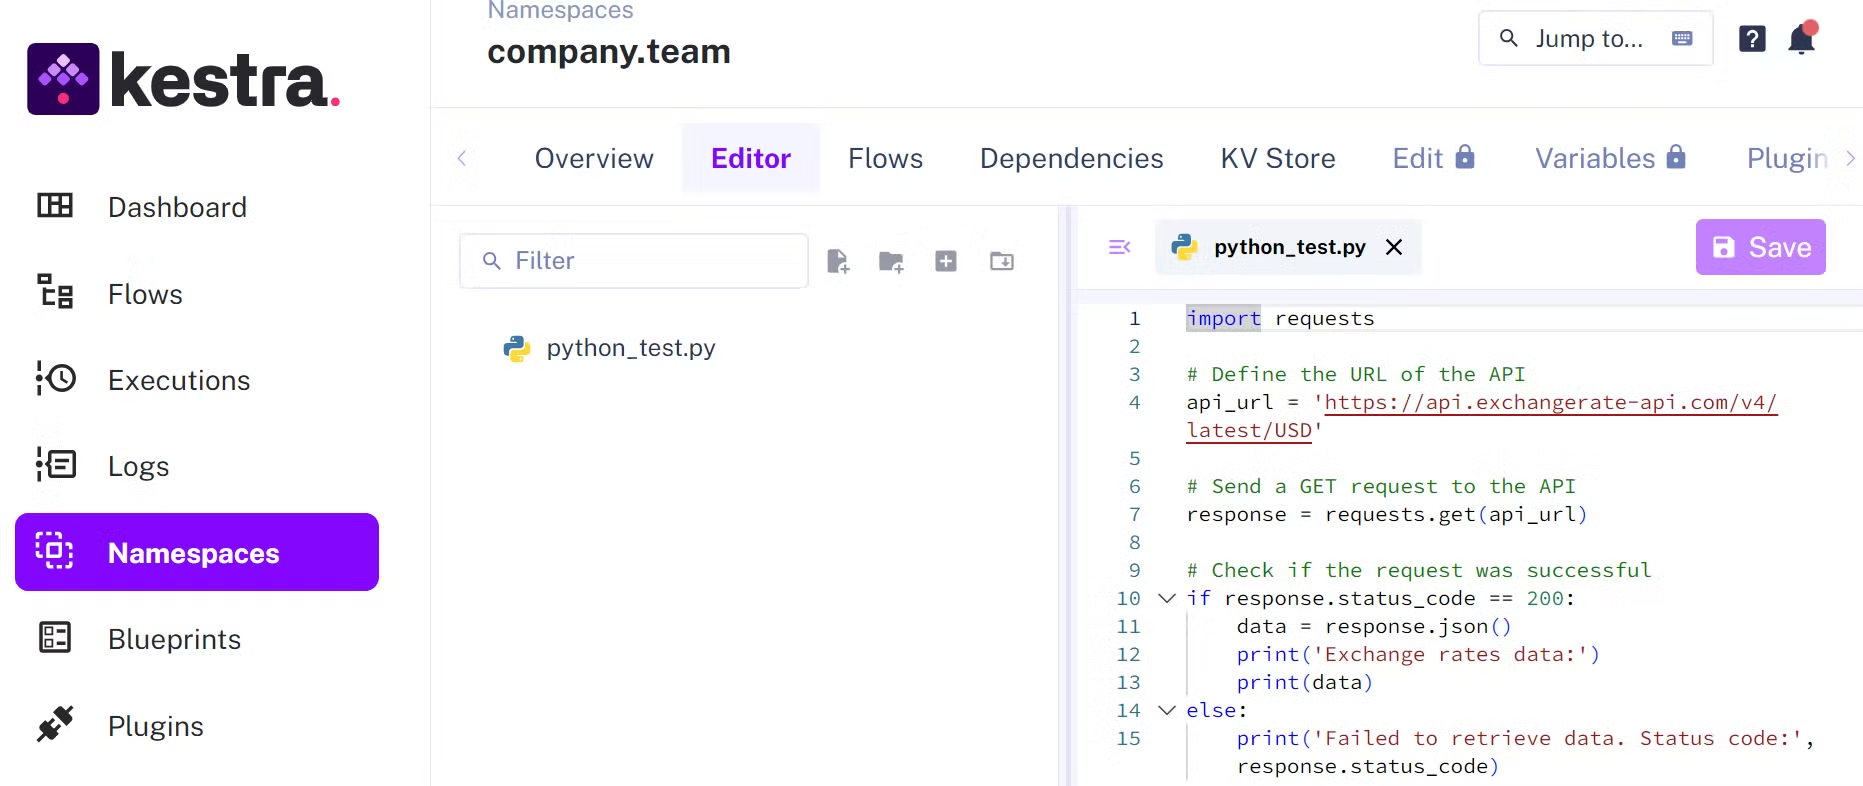 kestra.
Dashboard
Flows
Executions
Logs
Namespaces
Blueprints
Plugins
Namespaces
company.team
Jump to...
?
Overview
Editor
Flows
Dependencies
KV Store
Edit
Variables
Plugin
Filter
python_test.py
python_test.py
Save
1 import requests
2
3 # Define the URL of the API
4 api_url = 'https://api.exchangerate-api.com/v4/
latest/USD'
5
6 # Send a GET request to the API
7 response = requests.get(api_url)
8
9 # Check if the request was successful
10 if response.status_code == 200:
11 data = response.json()
12 print('Exchange rates data:')
13 print(data)
14 else:
15 print('Failed to retrieve data. Status code:',
response.status_code)